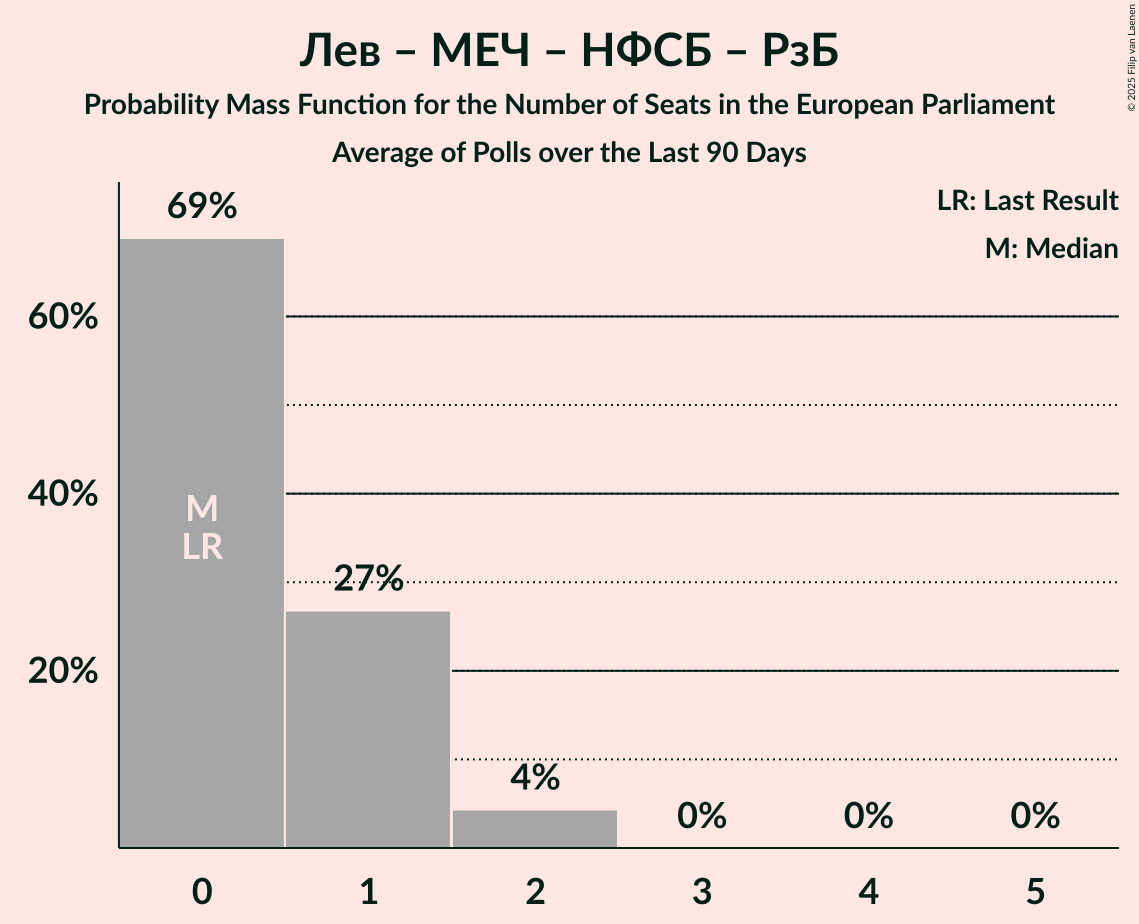 Лев – МЕЧ – НФСБ – РзБ
Probability Mass Function for the Number of Seats in the European Parliament
Average of Polls over the Last 90 Days
© 2025 Filip van Laenen
LR: Last Result
M: Median
69%
60%
M
LR
40%
27%
20%
4%
0%
0%
0%
0
1
2
3
4
5